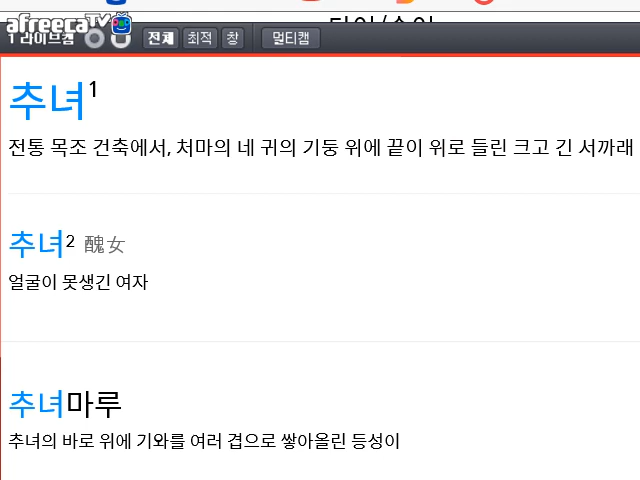 단어/숙어
afreecaTV
1 라이브캠 전체 최적 창 멀티캠
추녀1
전통 목조 건축에서, 처마의 네 귀의 기둥 위에 끝이 위로 들린 크고 긴 서까래
추녀2 醜女
얼굴이 못생긴 여자
추녀마루
추녀의 바로 위에 기와를 여러 겹으로 쌓아올린 등성이